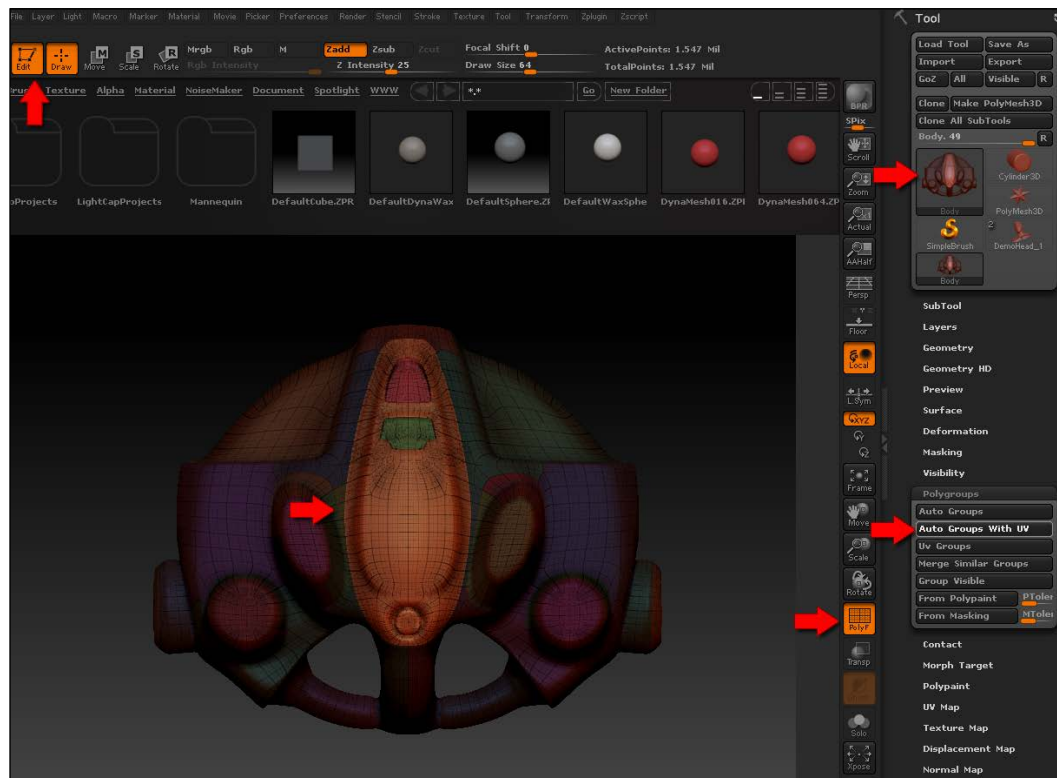 File Layer Light Macro Marker Material Movie Picker Preferences Render Stencil Stroke Texture Tool Transform Zplugin Zscript
Edit Draw Move Scale Rotate
Mrgb Rgb M Zadd Zsub Zcut Focal Shift 0 ActivePoints: 1.547 Mil
Rgb Intensity Z Intensity 25 Draw Size 64 TotalPoints: 1.547 Mil
Texture Alpha Material NoiseMaker Document Spotlight WWW *.* Go New Folder
LightCapProjects Mannequin DefaultCube.ZPR DefaultDynaWax DefaultSphere.ZP DefaultWaxSphe DynaMesh016.ZPI DynaMesh064.ZP
BPR
SPix
Scroll
Zoom
Actual
AAHalf
Persp
Floor
Local
L.Sym
XYZ
Frame
Move
Scale
Rotate
PolyF
Transp
Solo
Xpose
Tool
Load Tool Save As
Import Export
GoZ All Visible R
Clone Make PolyMesh3D
Clone All SubTools
Body. 49 R
Cylinder3D
Body PolyMesh3D
2
SimpleBrush DemoHead_1
Body
SubTool
Layers
Geometry
Geometry HD
Preview
Surface
Deformation
Masking
Visibility
Polygroups
Auto Groups
Auto Groups With UV
Uv Groups
Merge Similar Groups
Group Visible
From Polypaint PToler
From Masking MToler
Contact
Morph Target
Polypaint
UV Map
Texture Map
Displacement Map
Normal Map